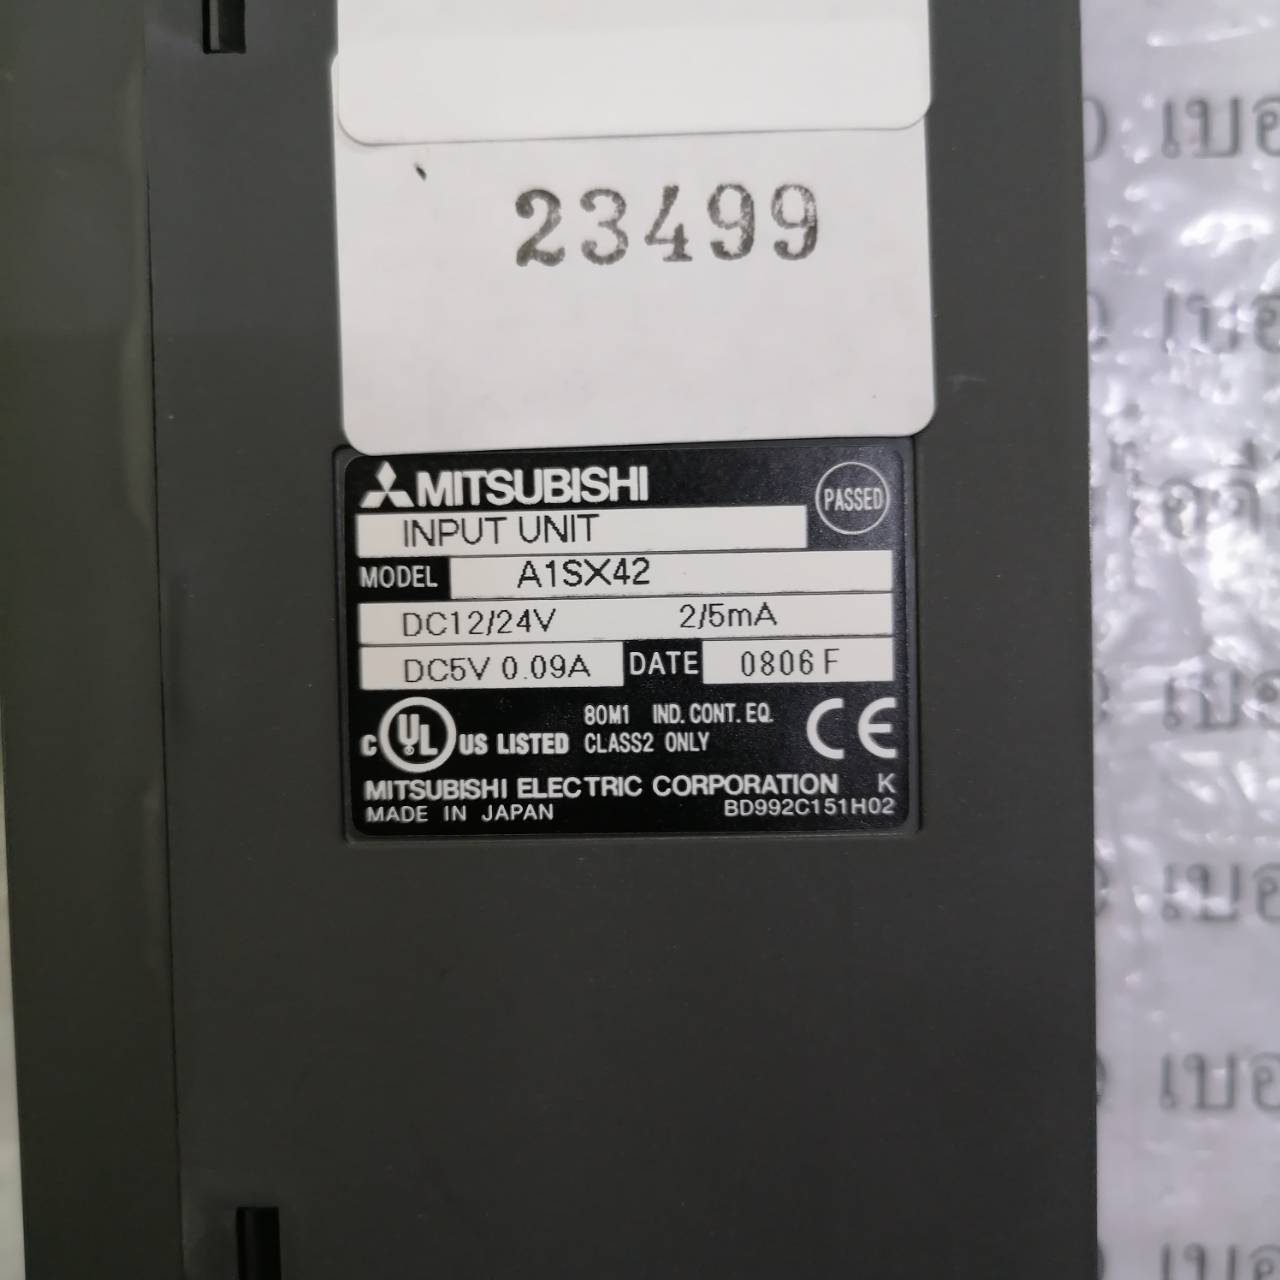 23499
MITSUBISHI
PASSED
INPUT UNIT
MODEL A1SX42
DC12/24V 2/5mA
DC5V 0.09A DATE 0806 F
C UL US LISTED 80M1 IND. CONT. EQ. CLASS2 ONLY CE
MITSUBISHI ELECTRIC CORPORATION K
MADE IN JAPAN BD992C151H02